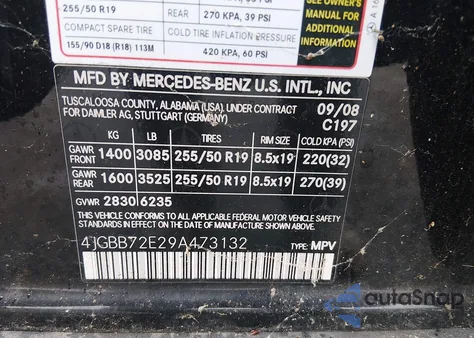 SEE OWNER'S
MANUAL FOR
ADDITIONAL
INFORMATION
255/50 R19 REAR 270 KPA, 39 PSI
COMPACT SPARE TIRE COLD TIRE INFLATION PRESSURE
155/90 D18 (R18) 113M 420 KPA, 60 PSI
MFD BY MERCEDES-BENZ U.S. INTL., INC
TUSCALOOSA COUNTY, ALABAMA (USA), UNDER CONTRACT 09/08
FOR DAIMLER AG, STUTTGART (GERMANY) C197
KG LB TIRES RIM SIZE COLD KPA (PSI)
GAWR FRONT 1400 3085 255/50 R19 8.5x19 220(32)
GAWR REAR 1600 3525 255/50 R19 8.5x19 270(39)
GVWR 2830 6235
THIS VEHICLE CONFORMS TO ALL APPLICABLE FEDERAL MOTOR VEHICLE
SAFETY STANDARDS IN EFFECT ON THE DATE OF MANUFACTURE SHOWN ABOVE.
4JGBB72E29A473132 TYPE: MPV
autoSnap